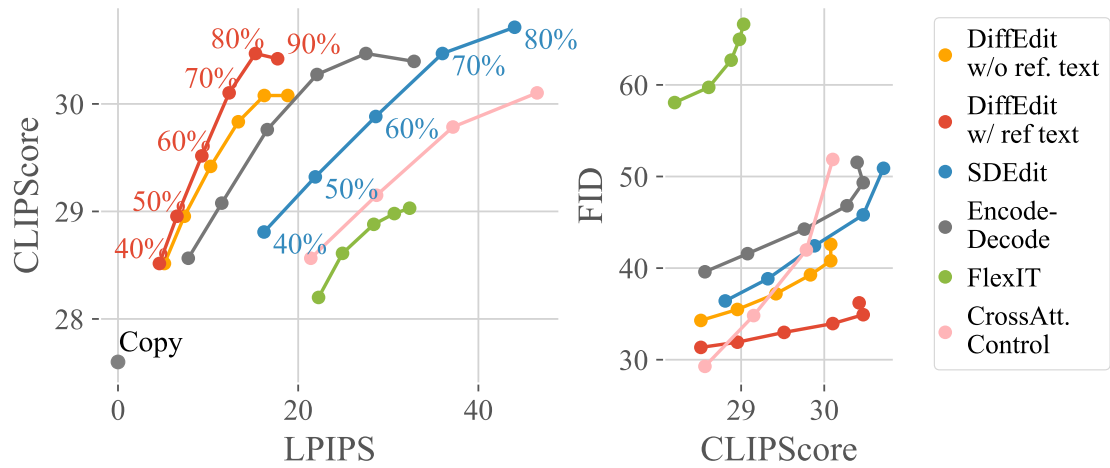 CLIPScore
30
29
28
0
20
40
LPIPS
Copy
40%
50%
60%
70%
80%
90%
40%
50%
60%
70%
80%
FID
60
50
40
30
29
30
CLIPScore
DiffEdit
w/o ref. text
DiffEdit
w/ ref text
SDEdit
Encode-
Decode
FlexIT
CrossAtt.
Control